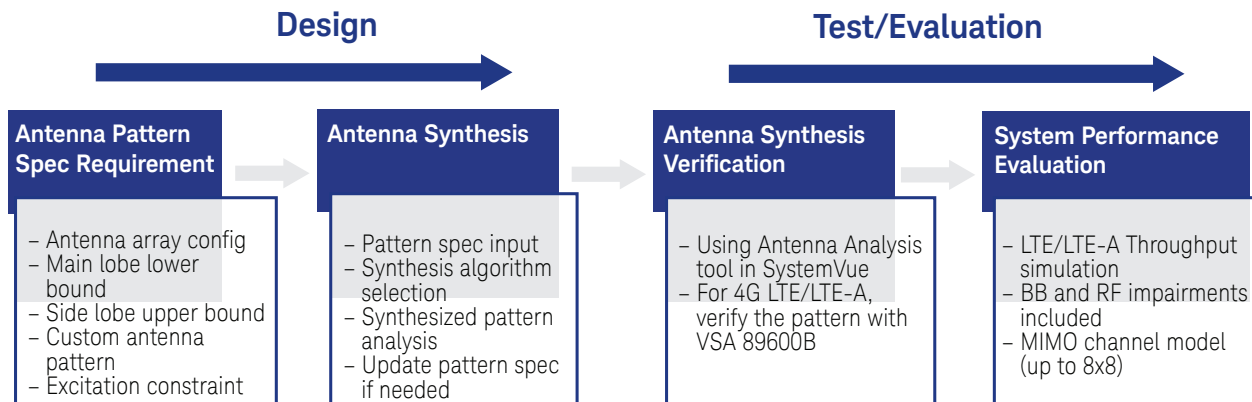 Design
Test/Evaluation
Antenna Pattern
Spec Requirement
– Antenna array config
– Main lobe lower
bound
– Side lobe upper bound
– Custom antenna
pattern
– Excitation constraint
Antenna Synthesis
– Pattern spec input
– Synthesis algorithm
selection
– Synthesized pattern
analysis
– Update pattern spec
if needed
Antenna Synthesis
Verification
– Using Antenna Analysis
tool in SystemVue
– For 4G LTE/LTE-A,
verify the pattern with
VSA 89600B
System Performance
Evaluation
– LTE/LTE-A Throughput
simulation
– BB and RF impairments
included
– MIMO channel model
(up to 8x8)